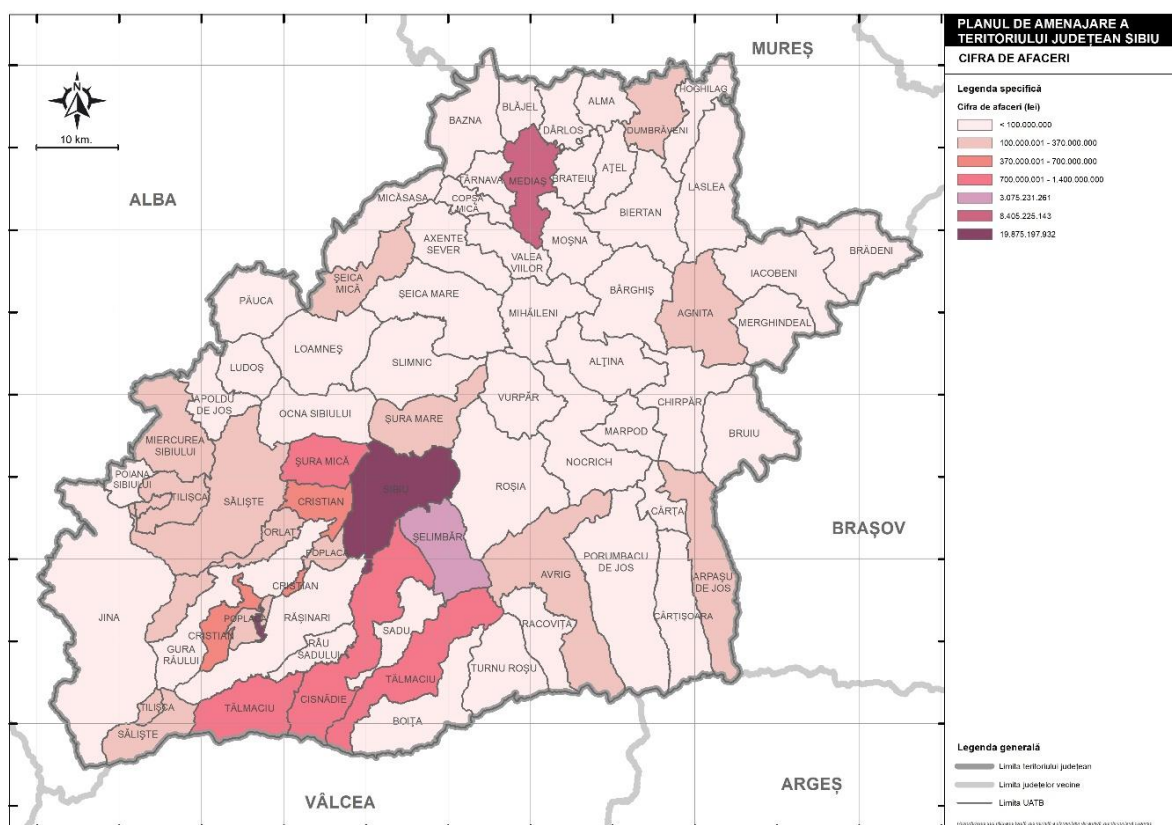 PLANUL DE AMENAJARE A
TERITORIULUI JUDEȚEAN SIBIU
CIFRA DE AFACERI
Legenda specifică
Cifra de afaceri (lei)
< 100.000.000
100.000.001 - 370.000.000
370.000.001 - 700.000.000
700.000.001 - 1.400.000.000
3.075.231.261
8.405.225.143
19.875.197.932
N
10 km.
MUREȘ
ALBA
BRAȘOV
ARGEȘ
VÂLCEA
HOGHILAG
BLĂJEL
ALMA
BAZNA
DÂRLOS
DUMBRĂVENI
TÂRNAVA
MEDIAȘ
BRATEIU
AȚEL
LASLEA
MICĂSASA
COPȘA
MICĂ
BIERTAN
AXENTE
SEVER
MOȘNA
VALEA
VIILOR
BRĂDENI
IACOBENI
ȘEICA
MICĂ
ȘEICA MARE
BÂRGHIȘ
PĂUCA
MIHĂILENI
AGNITA
MERGHINDEAL
LOAMNEȘ
SLIMNIC
ALȚINA
LUDOȘ
APOLDU
DE JOS
VURPĂR
CHIRPĂR
OCNA SIBIULUI
ȘURA MARE
MARPOD
BRUIU
MIERCUREA
SIBIULUI
ȘURA MICĂ
NOCRICH
POIANA
SIBIULUI
TILIȘCA
SĂLIȘTE
CRISTIAN
SIBIU
ROȘIA
CÂRȚA
ORLAT
ȘELIMBĂR
POPLACA
AVRIG
PORUMBACU
DE JOS
ARPAȘU
DE JOS
CRISTIAN
JINA
POPLACA
RĂȘINARI
CÂRȚIȘOARA
CRISTIAN
SADU
RACOVIȚA
GURA
RÂULUI
RÂU
SADULUI
TURNU ROȘU
TĂLMACIU
TILIȘCA
TĂLMACIU
CISNĂDIE
BOIȚA
SĂLIȘTE
Legenda generală
Limita teritoriului județean
Limita județelor vecine
Limita UATB